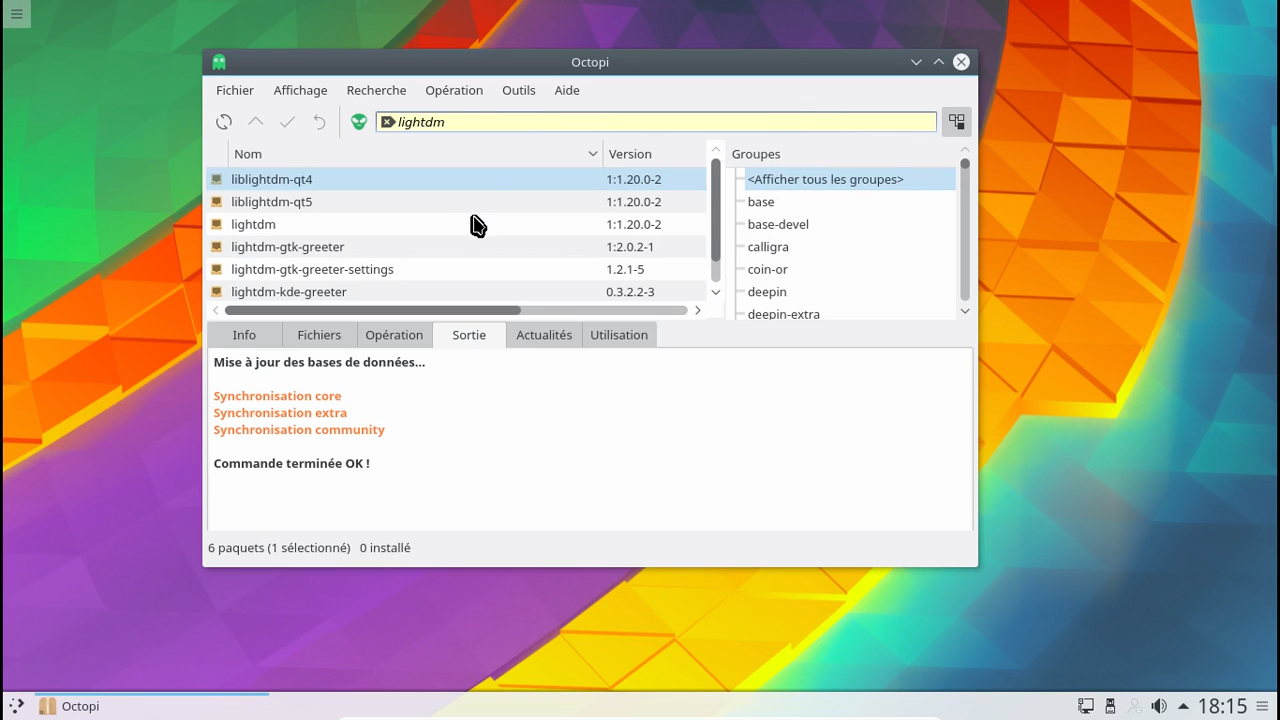 Octopi
Fichier Affichage Recherche Opération Outils Aide
lightdm
Nom Version Groupes
liblightdm-qt4 1:1.20.0-2 <Afficher tous les groupes>
liblightdm-qt5 1:1.20.0-2 base
lightdm 1:1.20.0-2 base-devel
lightdm-gtk-greeter 1:2.0.2-1 calligra
lightdm-gtk-greeter-settings 1.2.1-5 coin-or
lightdm-kde-greeter 0.3.2.2-3 deepin
deepin-extra
Info Fichiers Opération Sortie Actualités Utilisation
Mise à jour des bases de données...
Synchronisation core
Synchronisation extra
Synchronisation community
Commande terminée OK !
6 paquets (1 sélectionné) 0 installé
Octopi 18:15